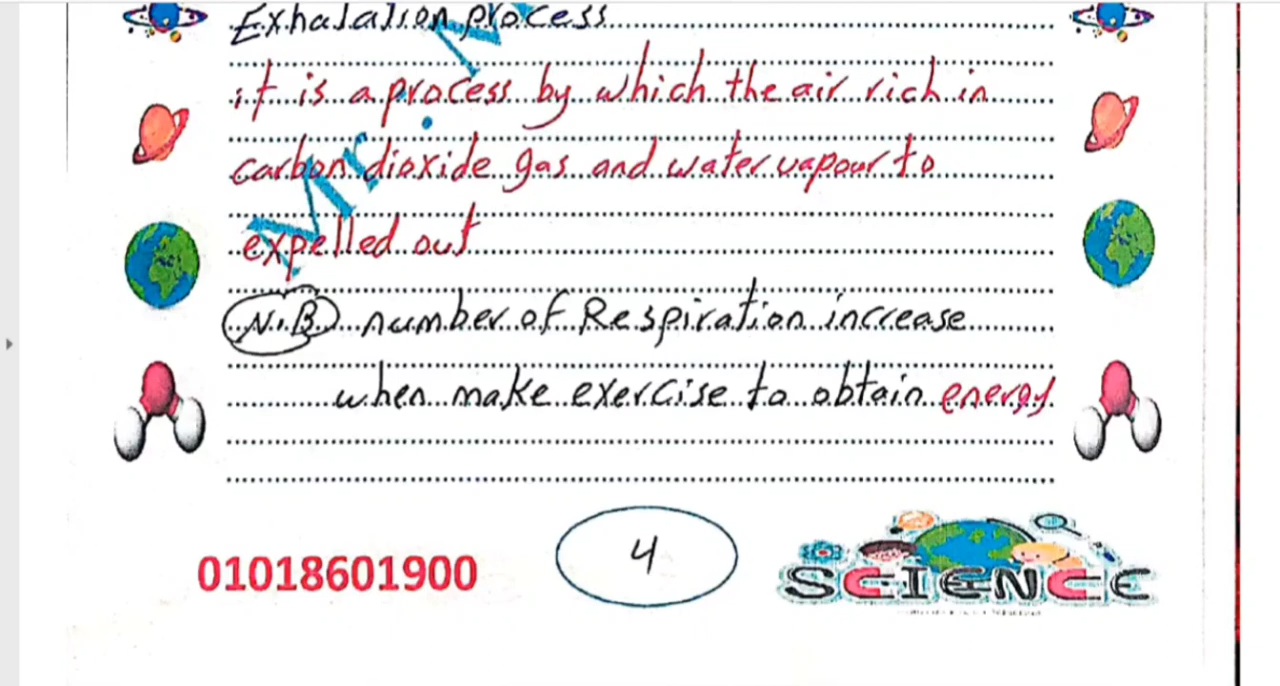 Exhalation process
it is a process by which the air rich in
carbon dioxide gas and water vapour to
expelled out
N.B number of Respiration increase
when make exercise to obtain energy
Mr.
01018601900
4
SCIENCE